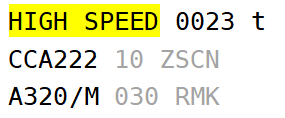 HIGH SPEED 0023 t
CCA222 10 ZSCN
A320/M 030 RMK